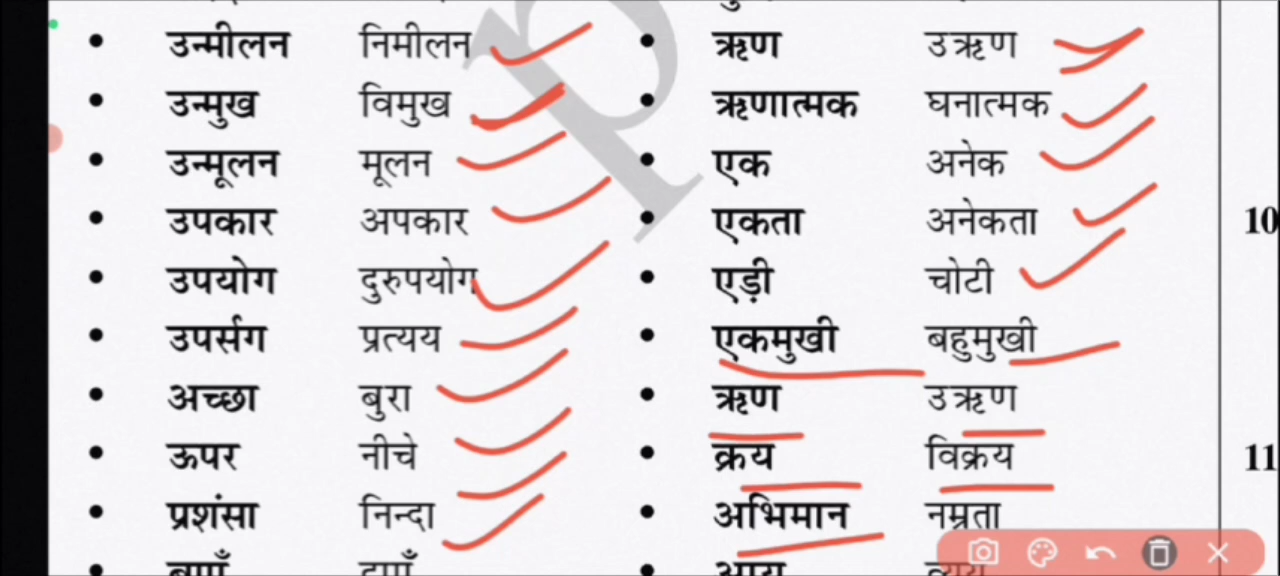 उन्मीलन निमीलन
उन्मुख विमुख
उन्मूलन मूलन
उपकार अपकार
उपयोग दुरुपयोग
उपर्सग प्रत्यय
अच्छा बुरा
ऊपर नीचे
प्रशंसा निन्दा
ऋण उऋण
ऋणात्मक घनात्मक
एक अनेक
एकता अनेकता
एड़ी चोटी
एकमुखी बहुमुखी
ऋण उऋण
क्रय विक्रय
अभिमान नम्रता
10
11